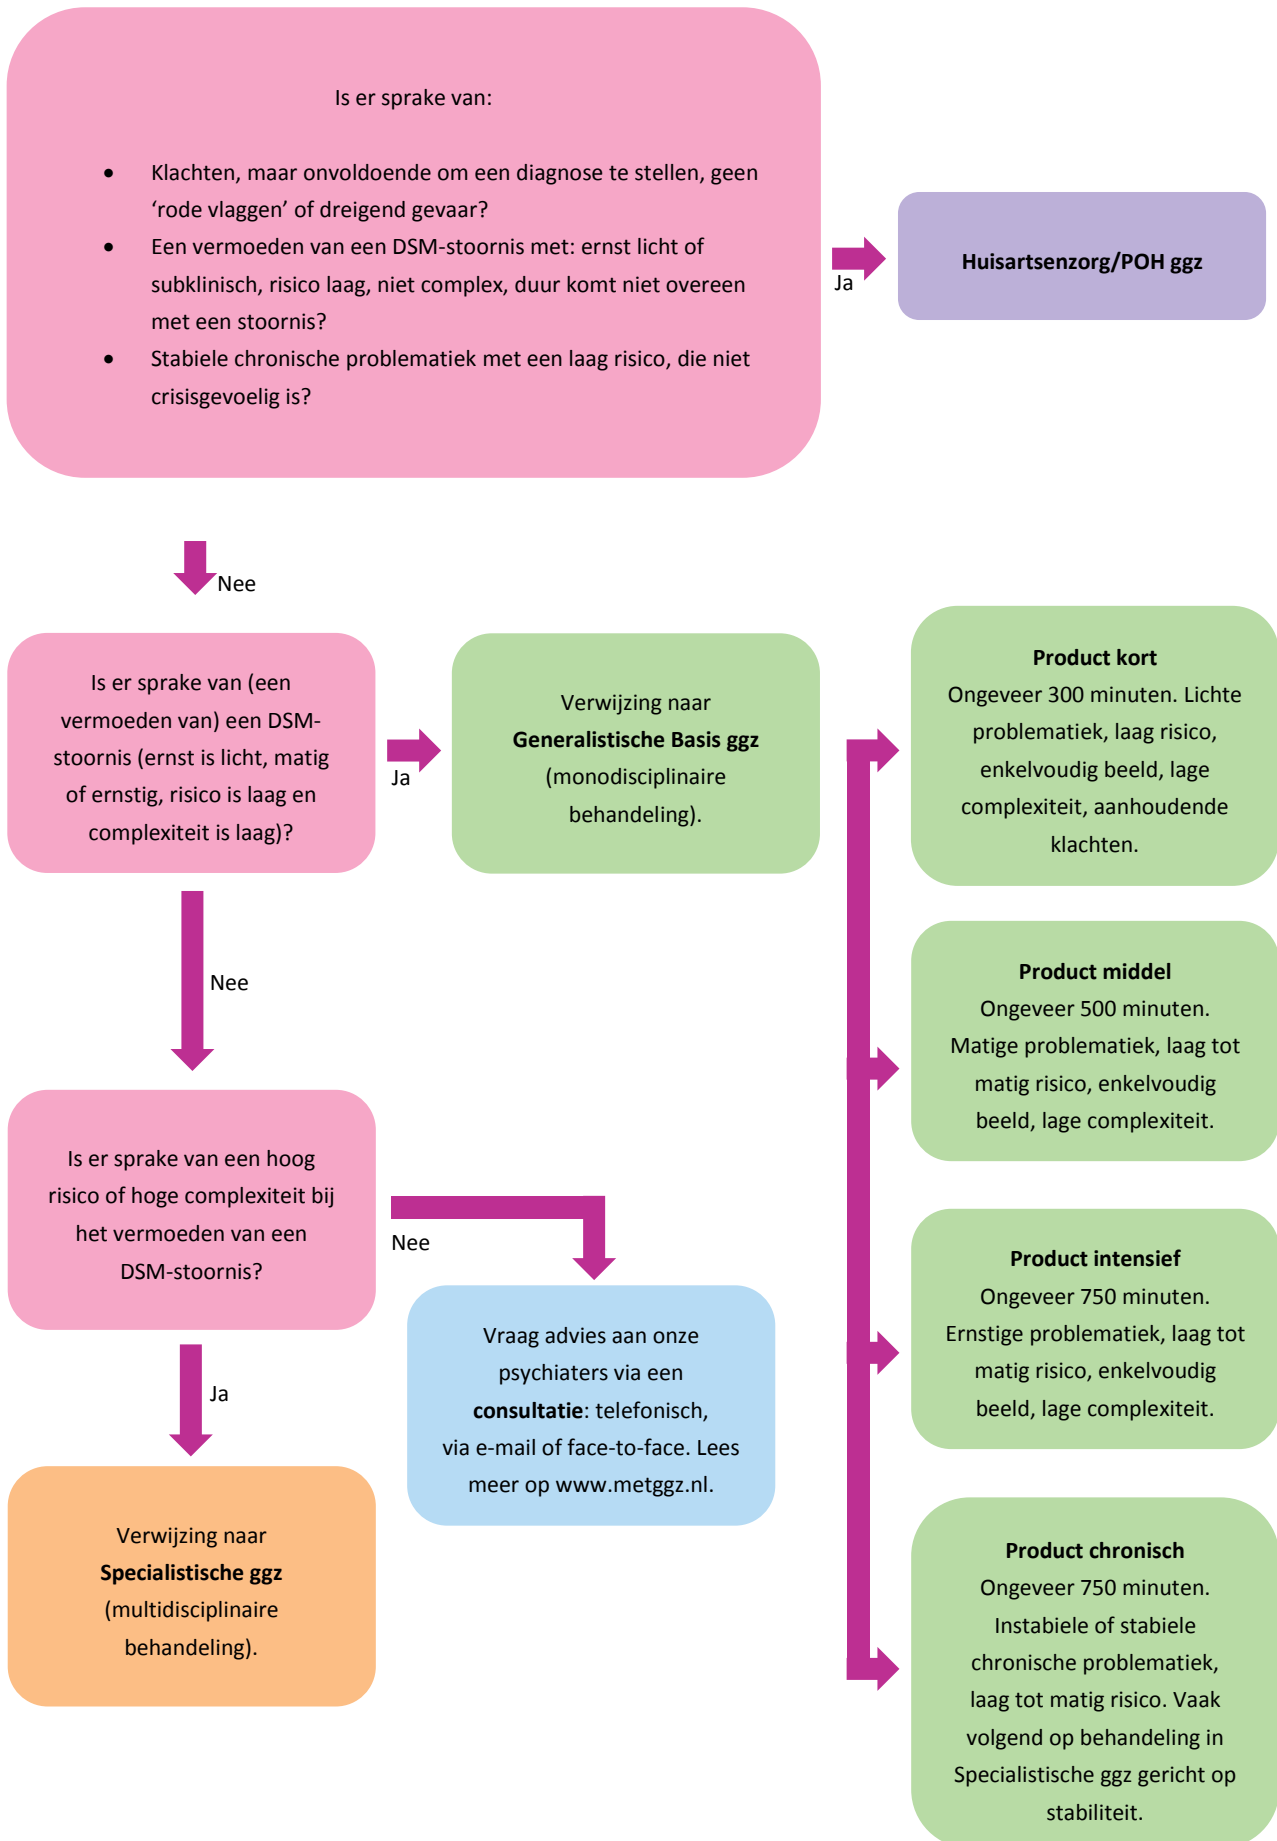 Is er sprake van:
• Klachten, maar onvoldoende om een diagnose te stellen, geen
‘rode vlaggen’ of dreigend gevaar?
• Een vermoeden van een DSM-stoornis met: ernst licht of
subklinisch, risico laag, niet complex, duur komt niet overeen
met een stoornis?
• Stabiele chronische problematiek met een laag risico, die niet
crisisgevoelig is?
Ja
Huisartsenzorg/POH ggz
Nee
Is er sprake van (een
vermoeden van) een DSM-
stoornis (ernst is licht, matig
of ernstig, risico is laag en
complexiteit is laag)?
Ja
Verwijzing naar
Generalistische Basis ggz
(monodisciplinaire
behandeling).
Product kort
Ongeveer 300 minuten. Lichte
problematiek, laag risico,
enkelvoudig beeld, lage
complexiteit, aanhoudende
klachten.
Nee
Product middel
Ongeveer 500 minuten.
Matige problematiek, laag tot
matig risico, enkelvoudig
beeld, lage complexiteit.
Is er sprake van een hoog
risico of hoge complexiteit bij
het vermoeden van een
DSM-stoornis?
Nee
Product intensief
Ongeveer 750 minuten.
Ernstige problematiek, laag tot
matig risico, enkelvoudig
beeld, lage complexiteit.
Vraag advies aan onze
psychiaters via een
consultatie: telefonisch,
via e-mail of face-to-face. Lees
meer op www.metggz.nl.
Ja
Verwijzing naar
Specialistische ggz
(multidisciplinaire
behandeling).
Product chronisch
Ongeveer 750 minuten.
Instabiele of stabiele
chronische problematiek,
laag tot matig risico. Vaak
volgend op behandeling in
Specialistische ggz gericht op
stabiliteit.